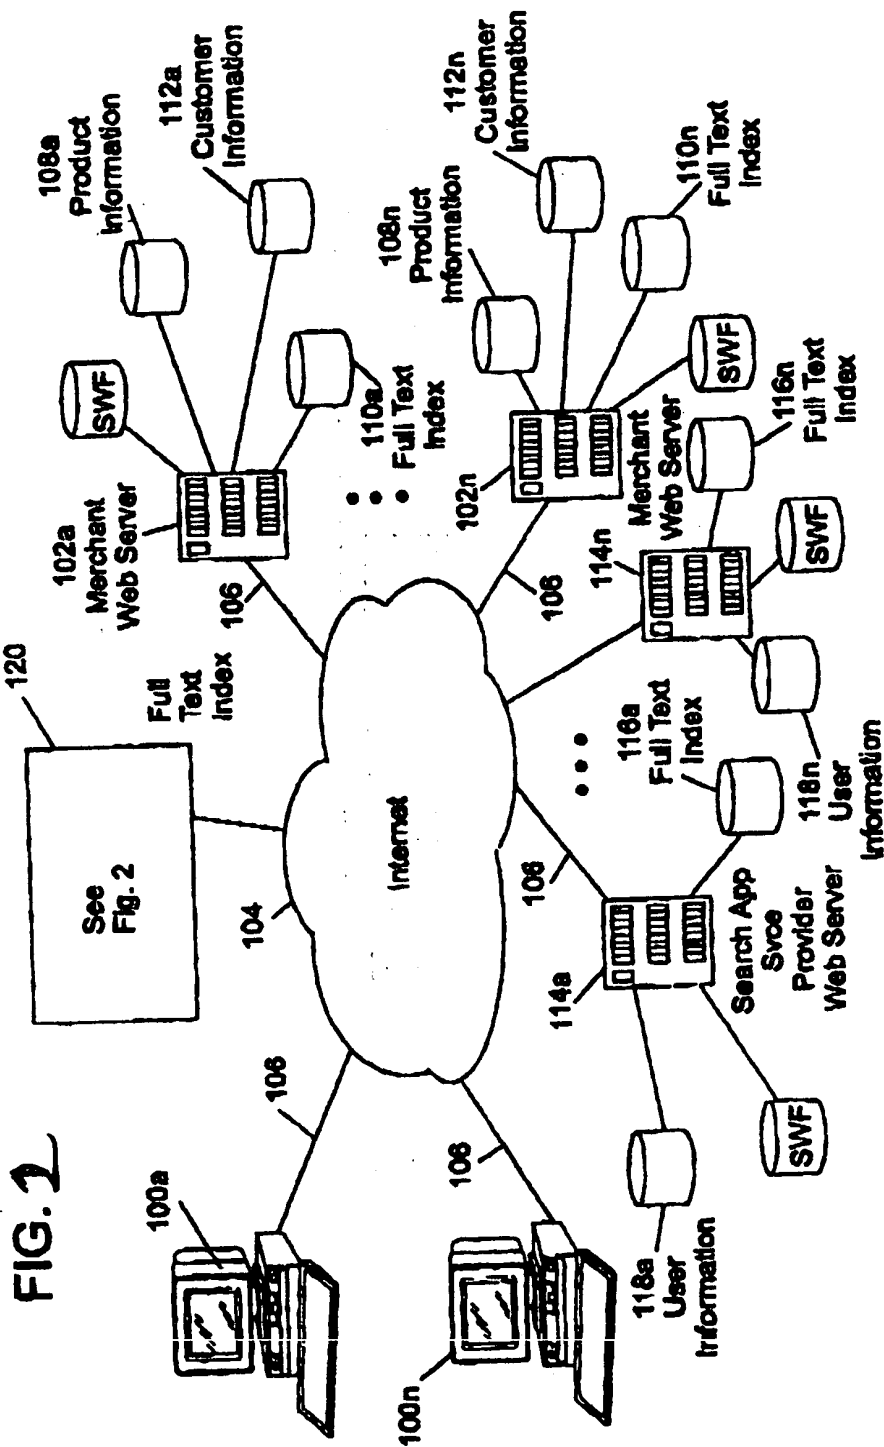 FIG.
100a
100n
106
106
See
Fig. 2
120
104
Internet
Full
Text
Index
102a
Merchant
Web Server
106
SWF
108a
Product
Information
112a
Customer
Information
110a
Full Text
Index
102n
Merchant
Web Server
106
108n
Product
Information
112n
Customer
Information
110n
Full Text
Index
SWF
114n
116n
Full Text
Index
SWF
118n
User
Information
106
116a
Full Text
Index
114a
Search App
Svce
Provider
Web Server
118a
User
Information
SWF